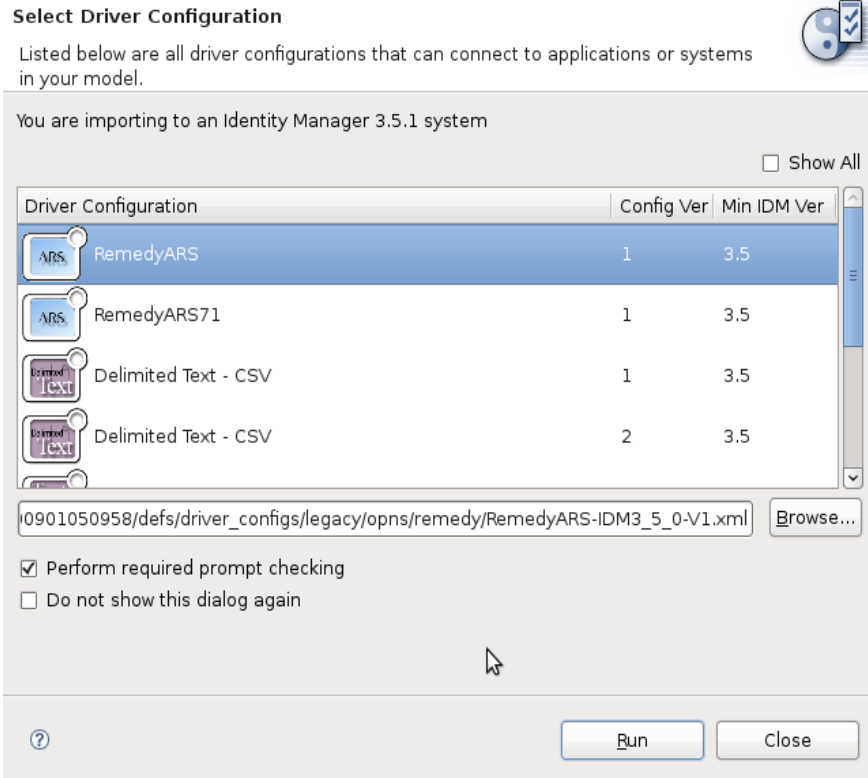 Select Driver Configuration
Listed below are all driver configurations that can connect to applications or systems
in your model.
You are importing to an Identity Manager 3.5.1 system
Show All
Driver Configuration Config Ver Min IDM Ver
ARS RemedyARS 1 3.5
ARS RemedyARS71 1 3.5
Delimited Text Delimited Text - CSV 1 3.5
Delimited Text Delimited Text - CSV 2 3.5
00901050958/defs/driver_configs/legacy/opns/remedy/RemedyARS-IDM3_5_0-V1.xml Browse...
Perform required prompt checking
Do not show this dialog again
? Run Close